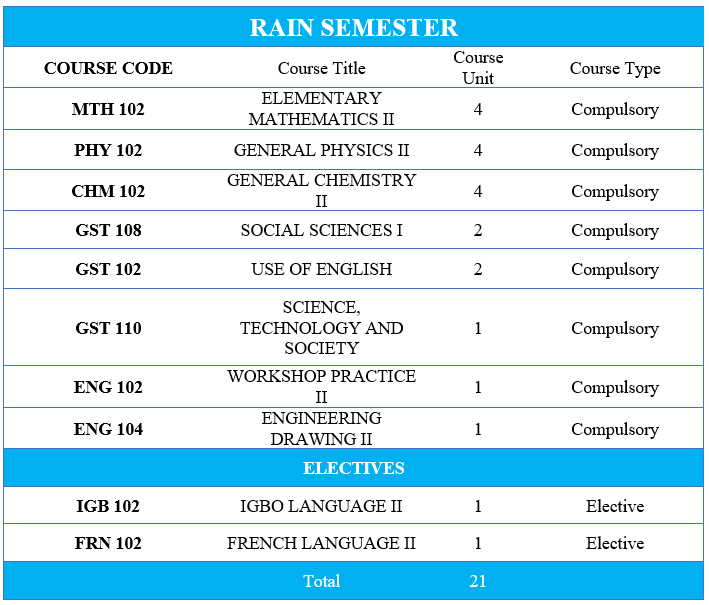 RAIN SEMESTER
COURSE CODE Course Title Course Unit Course Type
MTH 102 ELEMENTARY MATHEMATICS II 4 Compulsory
PHY 102 GENERAL PHYSICS II 4 Compulsory
CHM 102 GENERAL CHEMISTRY II 4 Compulsory
GST 108 SOCIAL SCIENCES I 2 Compulsory
GST 102 USE OF ENGLISH 2 Compulsory
GST 110 SCIENCE, TECHNOLOGY AND SOCIETY 1 Compulsory
ENG 102 WORKSHOP PRACTICE II 1 Compulsory
ENG 104 ENGINEERING DRAWING II 1 Compulsory
ELECTIVES
IGB 102 IGBO LANGUAGE II 1 Elective
FRN 102 FRENCH LANGUAGE II 1 Elective
Total 21